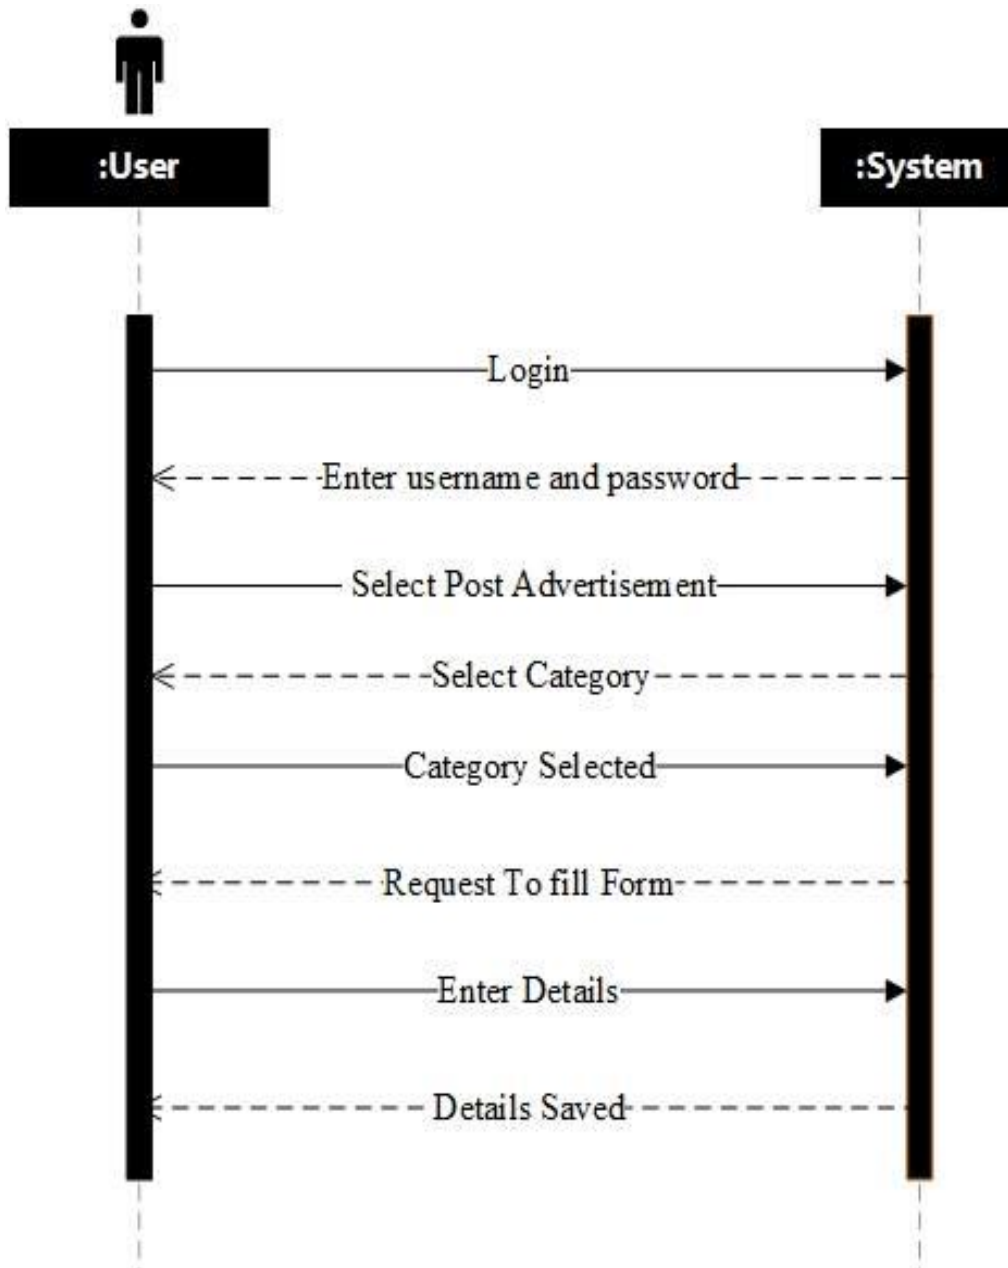 :User
:System
Login
Enter username and password
Select Post Advertisement
Select Category
Category Selected
Request To fill Form
Enter Details
Details Saved